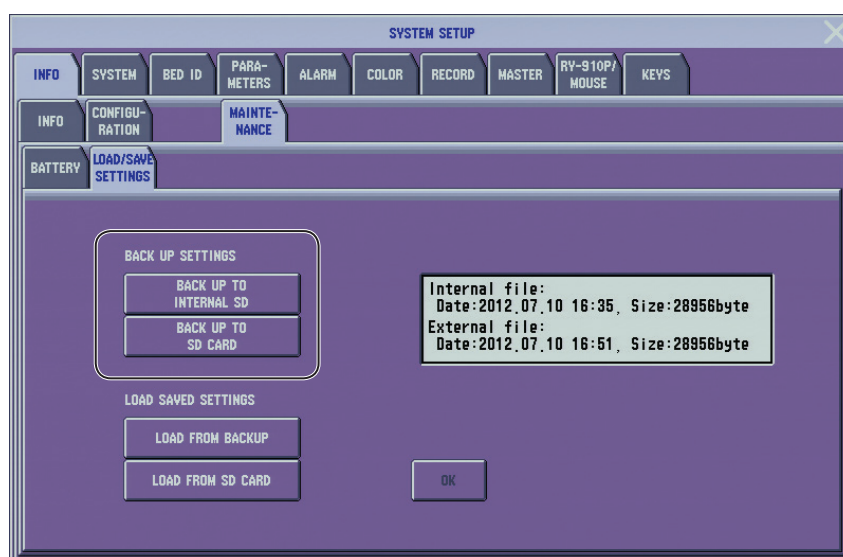 SYSTEM SETUP
INFO SYSTEM BED ID PARA-METERS ALARM COLOR RECORD MASTER RY-910P/MOUSE KEYS
INFO CONFIGU-RATION MAINTE-NANCE
BATTERY LOAD/SAVE SETTINGS
BACK UP SETTINGS
BACK UP TO
INTERNAL SD
BACK UP TO
SD CARD
Internal file:
Date:2012.07.10 16:35, Size:28956byte
External file:
Date:2012.07.10 16:51, Size:28956byte
LOAD SAVED SETTINGS
LOAD FROM BACKUP
LOAD FROM SD CARD
OK